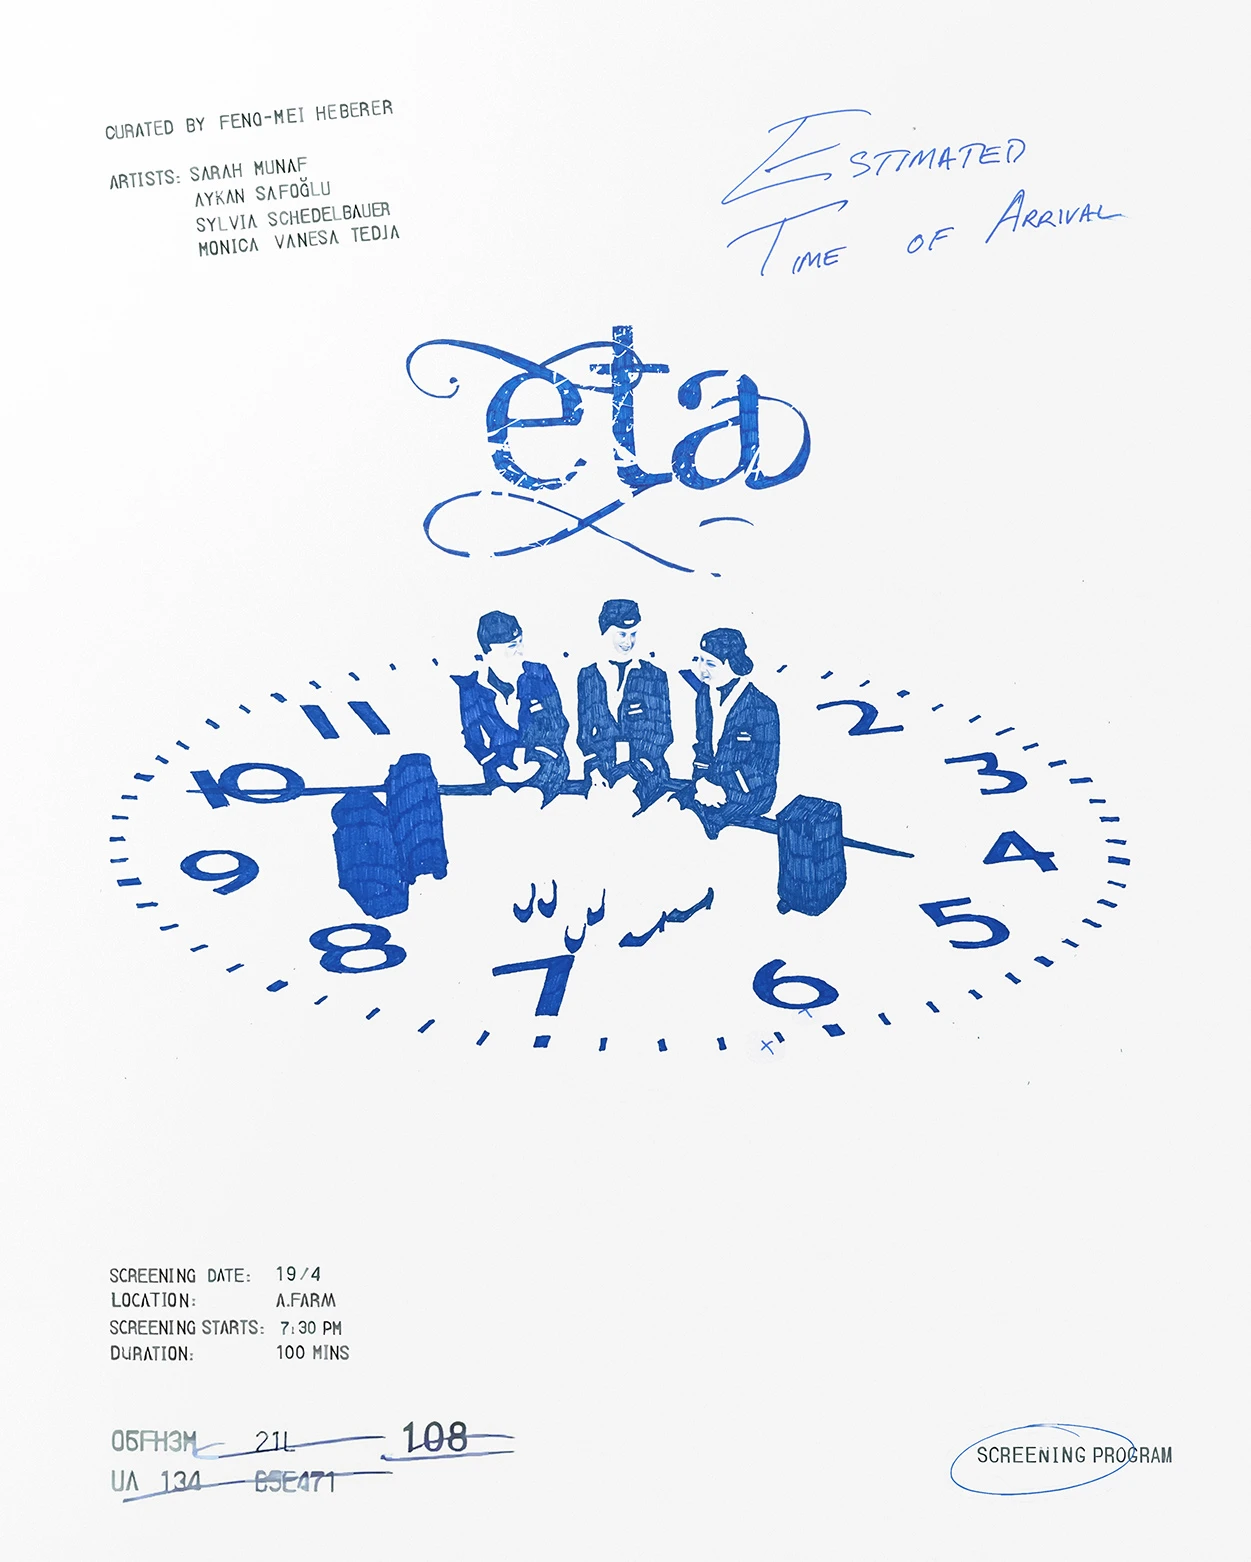 CURATED BY FENG-MEI HEBERER
ARTISTS: SARAH MUNAF
AYKAN SAFOĞLU
SYLVIA SCHEDELBAUER
MONICA VANESA TEDJA
ESTIMATED
TIME OF ARRIVAL
eta
11
2
10
3
9
4
8
5
7
6
SCREENING DATE: 19/4
LOCATION: A.FARM
SCREENING STARTS: 7:30 PM
DURATION: 100 MINS
21L 108
UA 134
SCREENING PROGRAM